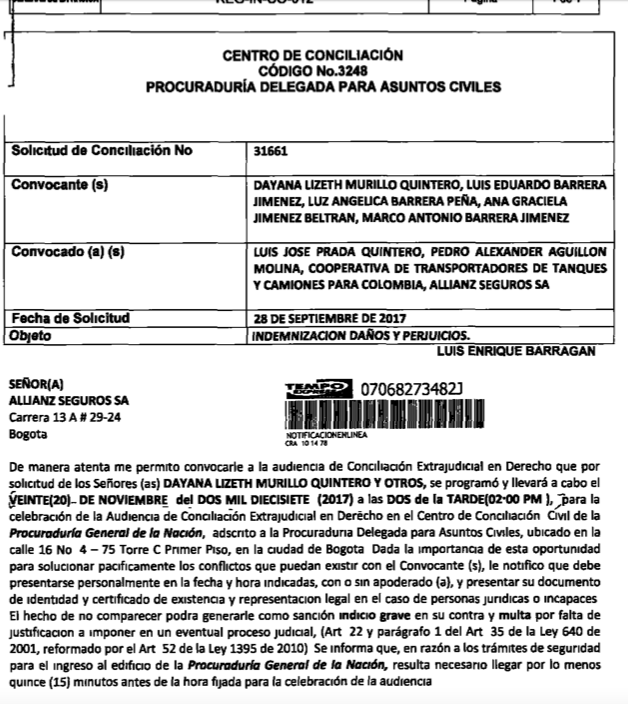 REG-IN-CO-012
Página
CENTRO DE CONCILIACIÓN
CÓDIGO No.3248
PROCURADURÍA DELEGADA PARA ASUNTOS CIVILES
Solicitud de Conciliación No 31661
Convocante (s) DAYANA LIZETH MURILLO QUINTERO, LUIS EDUARDO BARRERA
JIMENEZ, LUZ ANGELICA BARRERA PEÑA, ANA GRACIELA
JIMENEZ BELTRAN, MARCO ANTONIO BARRERA JIMENEZ
Convocado (a) (s) LUIS JOSE PRADA QUINTERO, PEDRO ALEXANDER AGUILLON
MOLINA, COOPERATIVA DE TRANSPORTADORES DE TANQUES
Y CAMIONES PARA COLOMBIA, ALLIANZ SEGUROS SA
Fecha de Solicitud 28 DE SEPTIEMBRE DE 2017
Objeto INDEMNIZACION DAÑOS Y PERJUICIOS.
LUIS ENRIQUE BARRAGAN
SEÑOR(A)
ALLIANZ SEGUROS SA
Carrera 13 A # 29-24
Bogota
TEMPO EXPRESS 07068273482J
NOTIFICACIONENLINEA
CRA 10 14 78
De manera atenta me permito convocarle a la audiencia de Conciliación Extrajudicial en Derecho que por
solicitud de los Señores (as) DAYANA LIZETH MURILLO QUINTERO Y OTROS, se programó y llevará a cabo el
VEINTE(20)- DE NOVIEMBRE del DOS MIL DIECISIETE (2017) a las DOS de la TARDE(02·00 PM ), para la
celebración de la Audiencia de Conciliación Extrajudicial en Derecho en el Centro de Conciliación Civil de la
Procuraduría General de la Nación, adscrito a la Procuraduria Delegada para Asuntos Civiles, ubicado en la
calle 16 No 4 – 75 Torre C Primer Piso, en la ciudad de Bogota Dada la importancia de esta oportunidad
para solucionar pacificamente los conflictos que puedan existir con el Convocante (s), le notifico que debe
presentarse personalmente en la fecha y hora indicadas, con o sin apoderado (a), y presentar su documento
de identidad y certificado de existencia y representacion legal en el caso de personas juridicas o incapaces
El hecho de no comparecer podra generarle como sanción indicio grave en su contra y multa por falta de
justificación a imponer en un eventual proceso judicial, (Art 22 y parágrafo 1 del Art 35 de la Ley 640 de
2001, reformado por el Art 52 de la Ley 1395 de 2010) Se informa que, en razón a los trámites de seguridad
para el ingreso al edificio de la Procuraduría General de la Nación, resulta necesario llegar por lo menos
quince (15) minutos antes de la hora fijada para la celebración de la audiencia